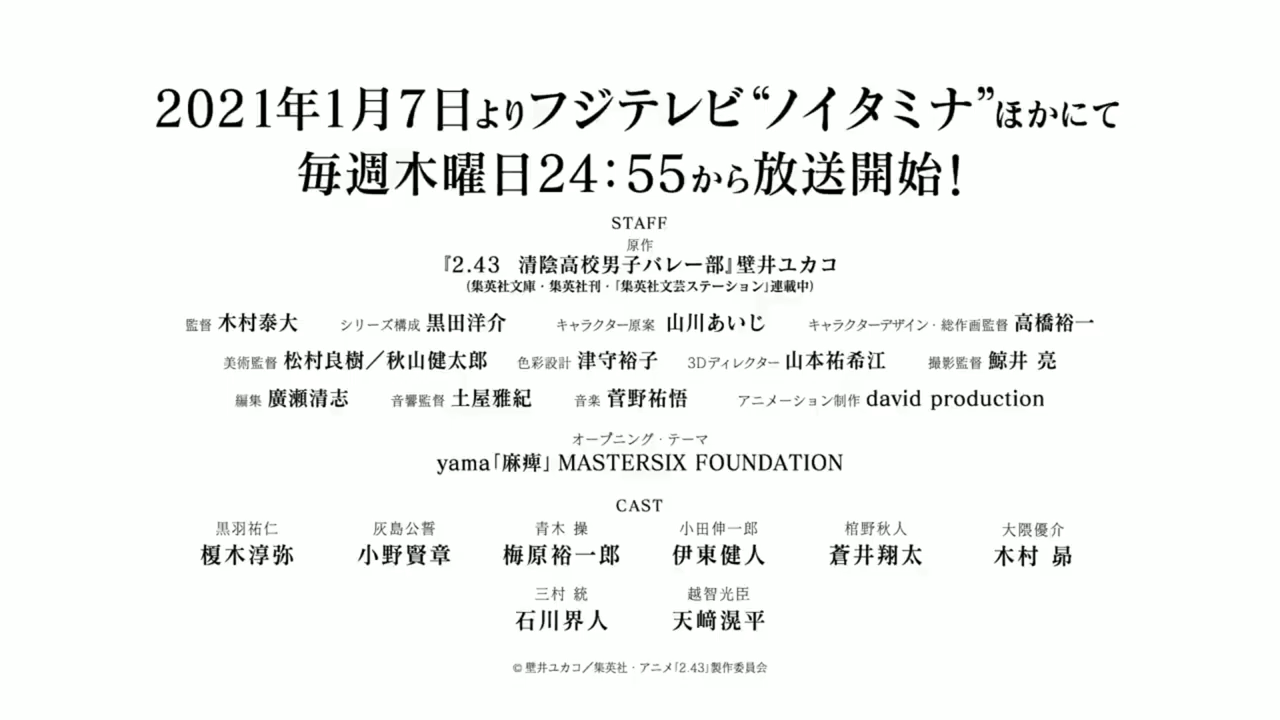 2021年1月7日よりフジテレビ“ノイタミナ”ほかにて
毎週木曜日24:55から放送開始!
STAFF
原作
『2.43 清陰高校男子バレー部』壁井ユカコ
(集英社文庫・集英社刊・「集英社文芸ステーション」連載中)
監督 木村泰大 シリーズ構成 黒田洋介 キャラクター原案 山川あいじ キャラクターデザイン・総作画監督 高橋裕一
美術監督 松村良樹／秋山健太郎 色彩設計 津守裕子 3Dディレクター 山本祐希江 撮影監督 鯨井 亮
編集 廣瀬清志 音響監督 土屋雅紀 音楽 菅野祐悟 アニメーション制作 david production
オープニング・テーマ
yama「麻痺」 MASTERSIX FOUNDATION
CAST
黒羽祐仁 灰島公誓 青木 操 小田伸一郎 棺野秋人 大隈優介
榎木淳弥 小野賢章 梅原裕一郎 伊東健人 蒼井翔太 木村 昴
三村 統 越智光臣
石川界人 天﨑滉平
© 壁井ユカコ／集英社・アニメ「2.43」製作委員会